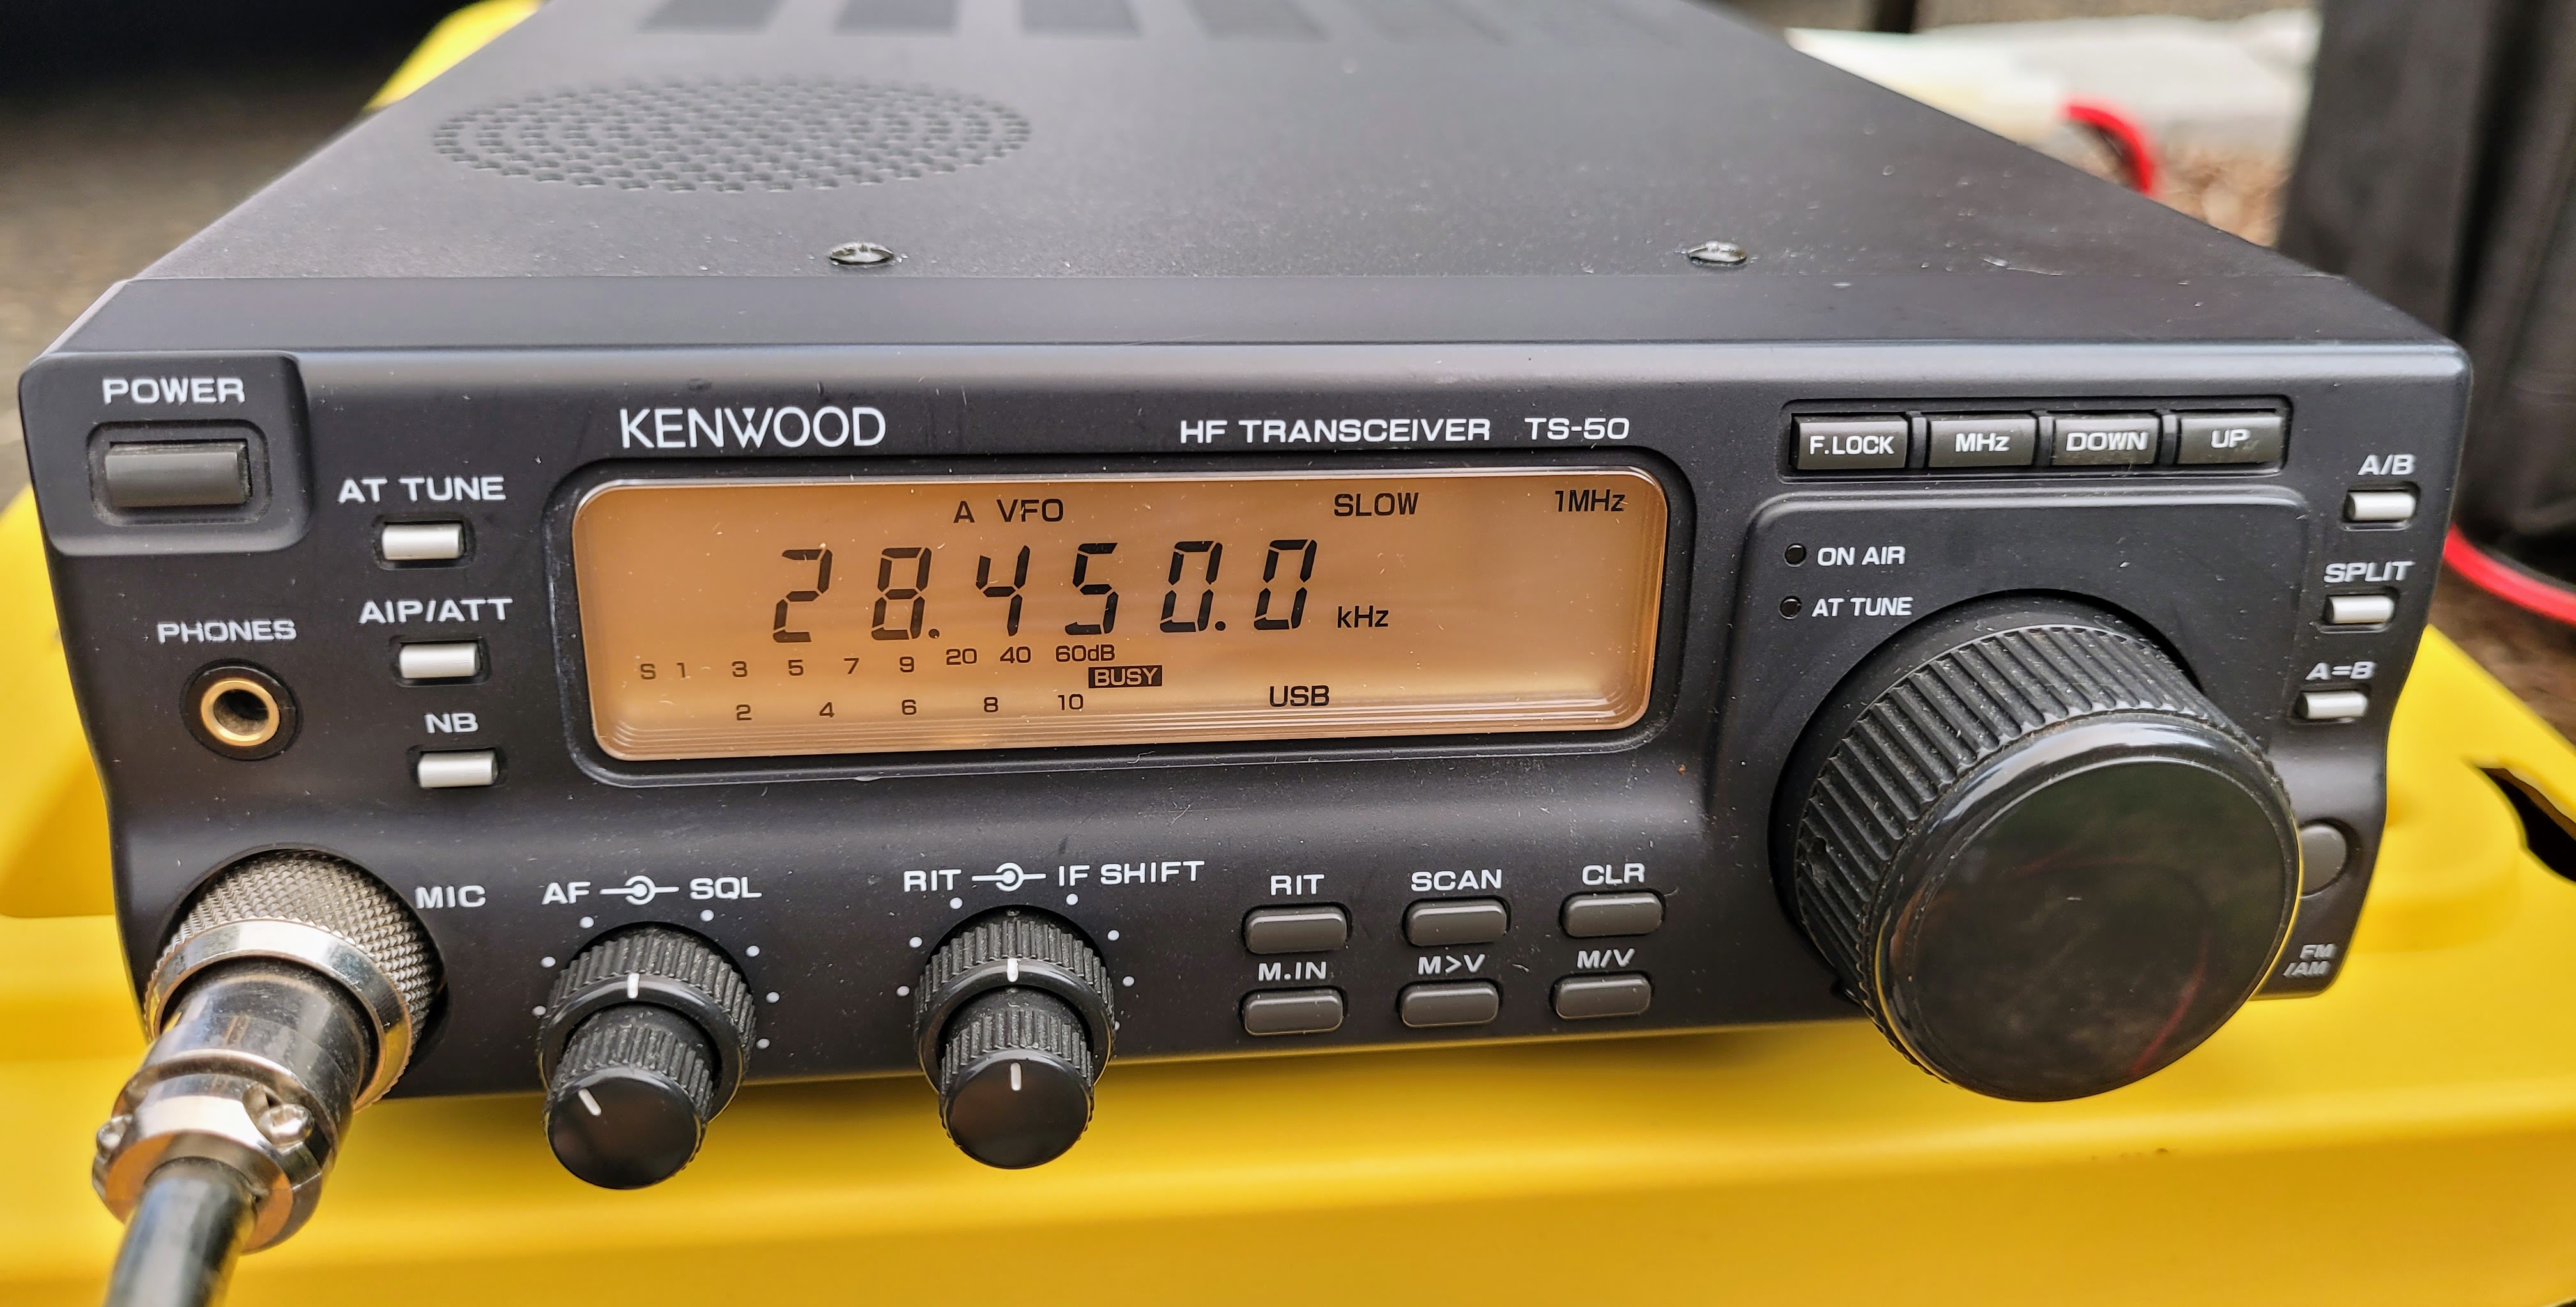 POWER
KENWOOD
HF TRANSCEIVER TS-50
F.LOCK MHz DOWN UP
AT TUNE
A VFO SLOW 1MHz
A/B
28.450.0 kHz
ON AIR
AT TUNE
SPLIT
PHONES
AIP/ATT
S 1 3 5 7 9 20 40 60dB
BUSY
A=B
2 4 6 8 10 USB
NB
MIC
AF SQL
RIT IF SHIFT
RIT SCAN CLR
M.IN M>V M/V
FM
/AM